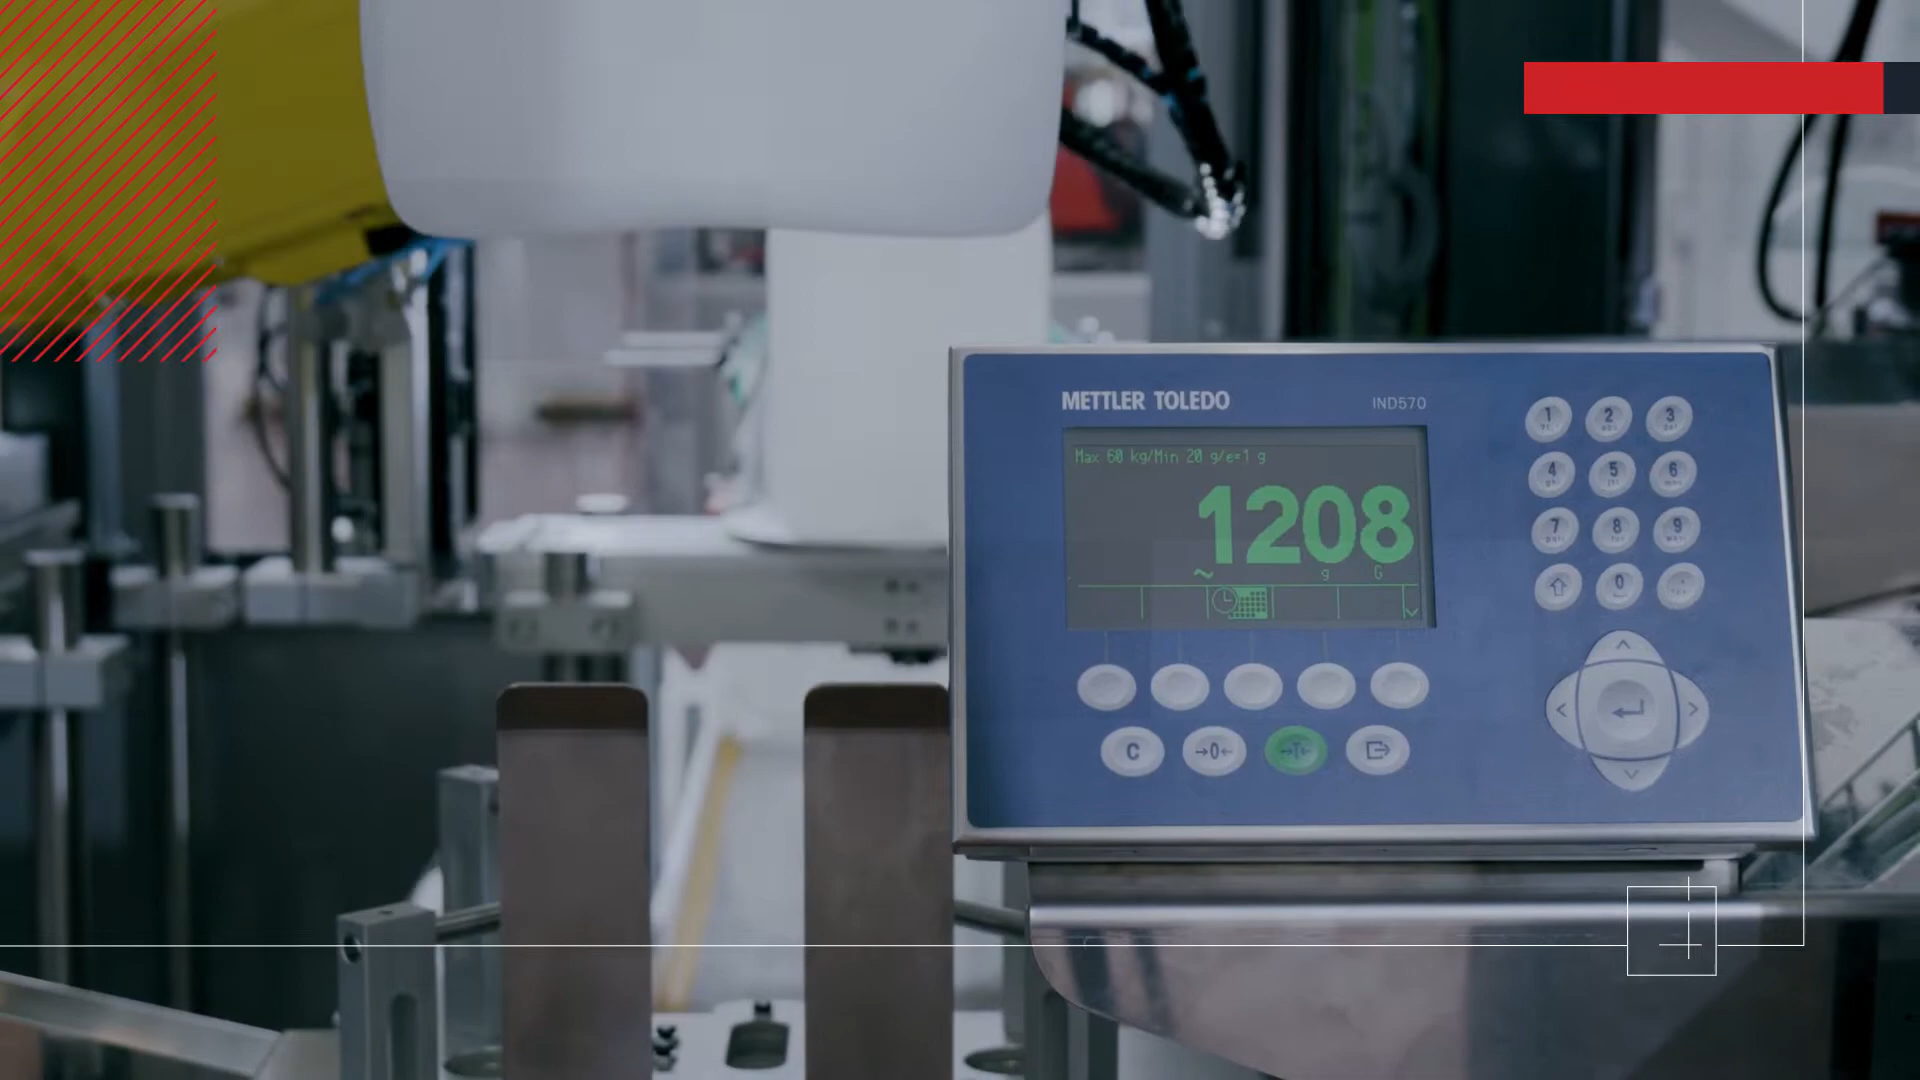 METTLER TOLEDO IND570
Max 60 kg/Min 20 g/e=1 g
1208
~ g G
1 2 3
4 5 6
7 8 9
0
C →0← →T←